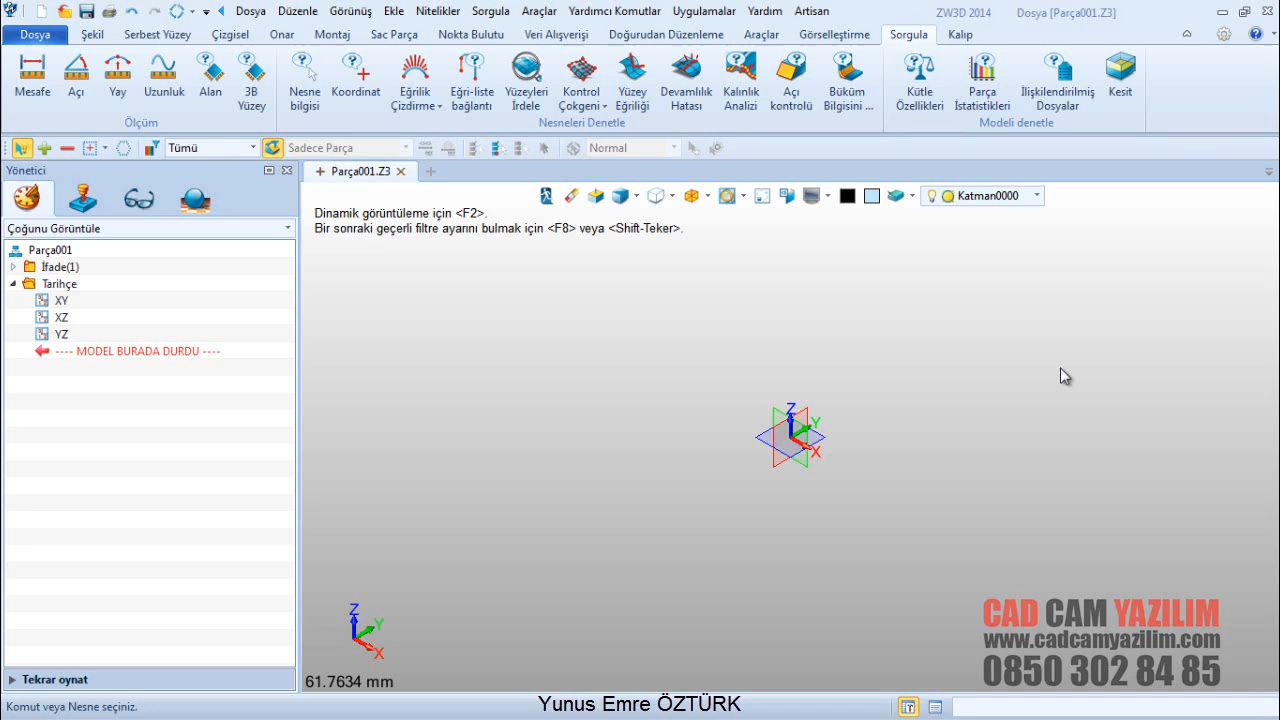 Dosya Düzenle Görünüş Ekle Nitelikler Sorgula Araçlar Yardımcı Komutlar Uygulamalar Yardım Artisan ZW3D 2014 Dosya [Parça001.Z3]
Dosya Şekil Serbest Yüzey Çizgisel Onar Montaj Sac Parça Nokta Bulutu Veri Alışverişi Doğurudan Düzenleme Araçlar Görselleştirme Sorgula Kalıp
Mesafe Açı Yay Uzunluk Alan 3B Yüzey
Nesne bilgisi Koordinat Eğrilik Çizdirme Eğri-liste bağlantı Yüzeyleri İrdele Kontrol Çokgeni Yüzey Eğriliği Devamlılık Hatası Kalınlık Analizi Açı kontrolü Büküm Bilgisini ...
Kütle Özellikleri Parça İstatistikleri İlişkilendirilmiş Dosyalar Kesit
Ölçüm Nesneleri Denetle Modeli denetle
Tümü Sadece Parça Normal
Yönetici
Parça001.Z3
Katman0000
Çoğunu Görüntüle
Dinamik görüntüleme için <F2>.
Bir sonraki geçerli filtre ayarını bulmak için <F8> veya <Shift-Teker>.
Parça001
İfade(1)
Tarihçe
XY
XZ
YZ
---- MODEL BURADA DURDU ----
Z
Y
X
Z
Y
X
61.7634 mm
CAD CAM YAZILIM
www.cadcamyazilim.com
0850 302 84 85
Tekrar oynat
Komut veya Nesne seçiniz.
Yunus Emre ÖZTÜRK